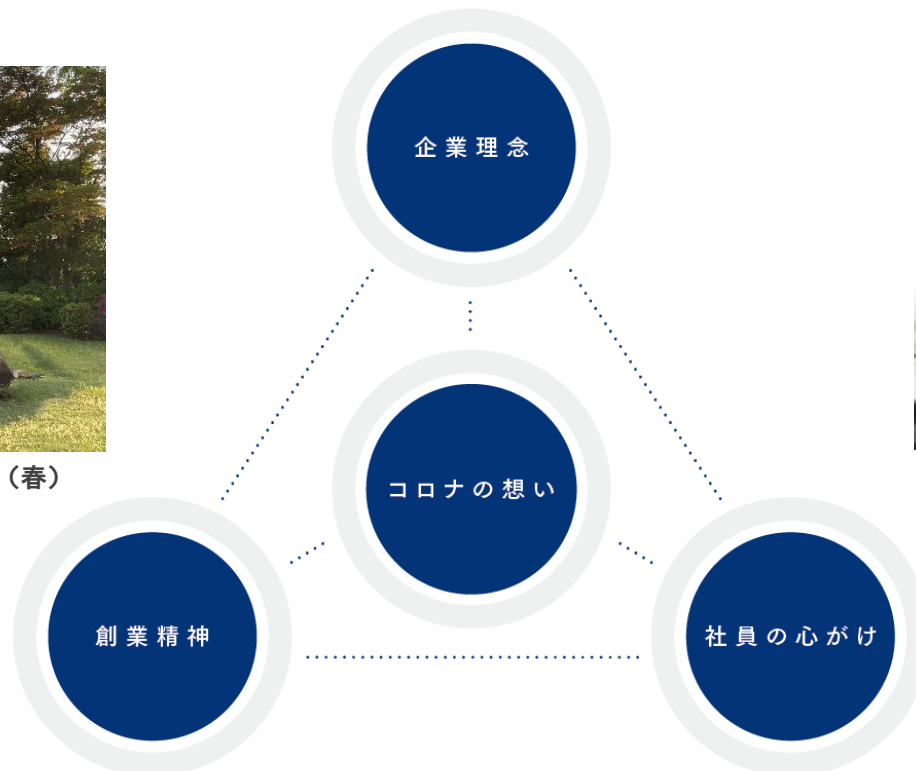 企業理念
コロナの想い
（春）
創業精神
社員の心がけ